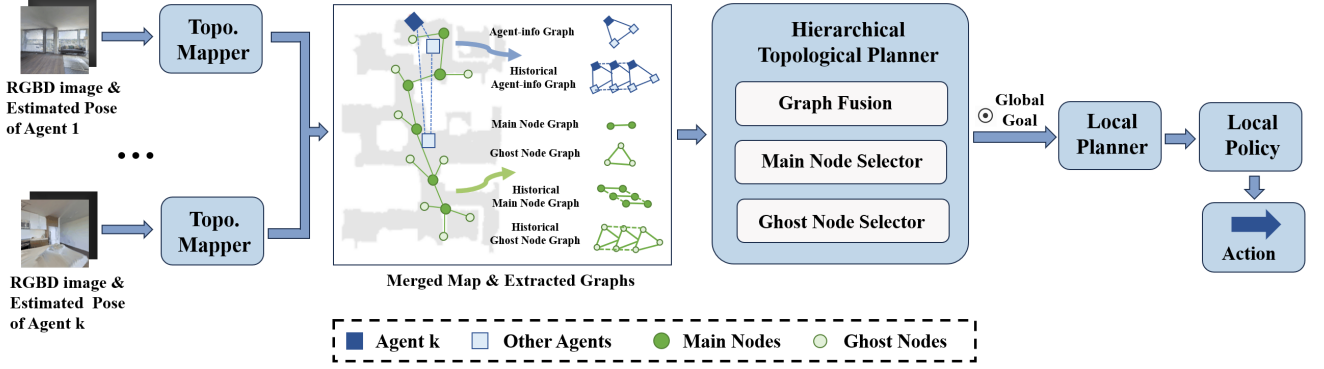 RGBD image &
Estimated Pose
of Agent 1
Topo.
Mapper
RGBD image &
Estimated Pose
of Agent k
Topo.
Mapper
Agent-info Graph
Historical
Agent-info Graph
Main Node Graph
Ghost Node Graph
Historical
Main Node Graph
Historical
Ghost Node Graph
Merged Map & Extracted Graphs
Hierarchical
Topological Planner
Graph Fusion
Main Node Selector
Ghost Node Selector
Global
Goal
Local
Planner
Local
Policy
Action
Agent k
Other Agents
Main Nodes
Ghost Nodes